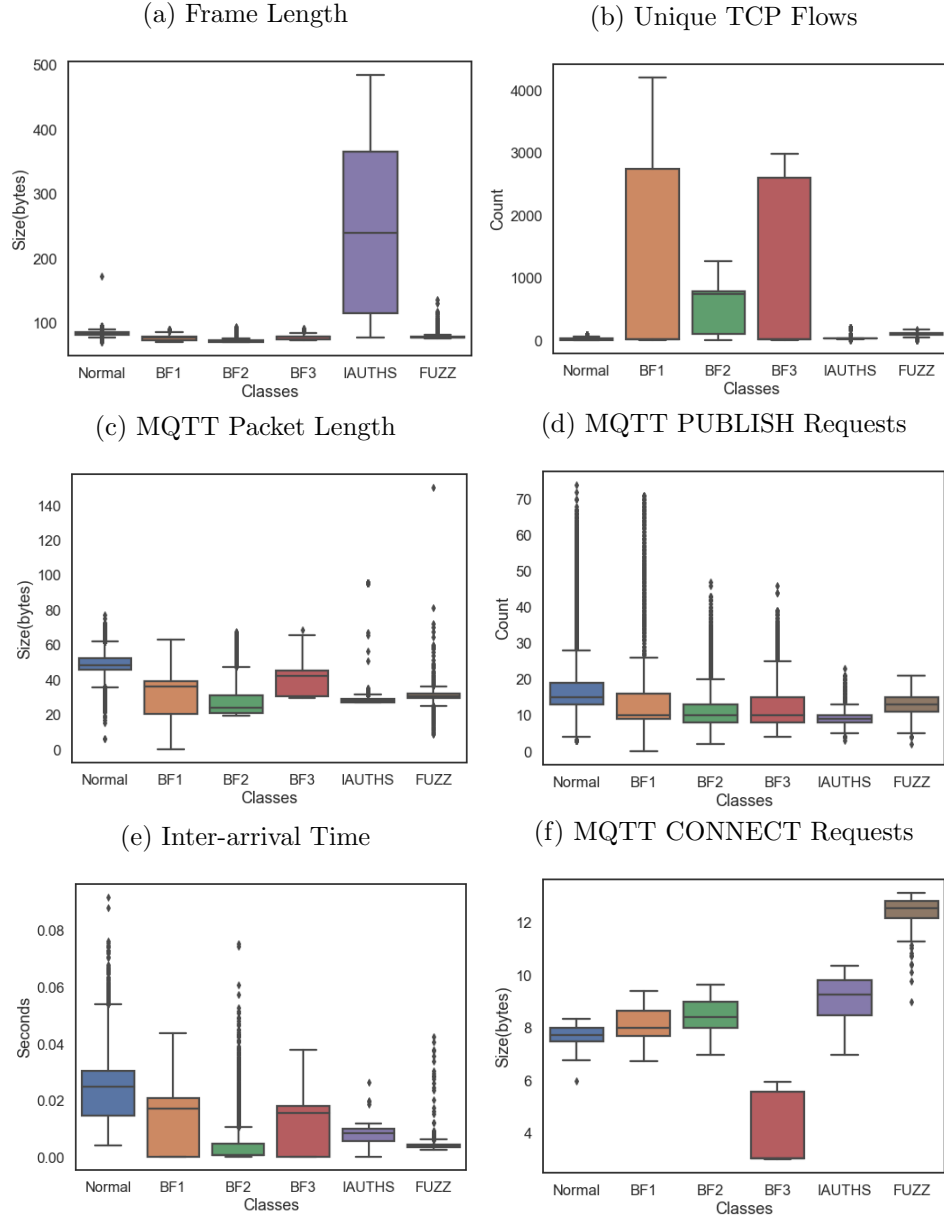 (a) Frame Length
500
400
300
200
100
Size(bytes)
Normal BF1 BF2 BF3 IAUTHS FUZZ
Classes
(b) Unique TCP Flows
4000
3000
2000
1000
0
Count
Normal BF1 BF2 BF3 IAUTHS FUZZ
Classes
(c) MQTT Packet Length
140
120
100
80
60
40
20
0
Size(bytes)
Normal BF1 BF2 BF3 IAUTHS FUZZ
Classes
(d) MQTT PUBLISH Requests
70
60
50
40
30
20
10
0
Count
Normal BF1 BF2 BF3 IAUTHS FUZZ
Classes
(e) Inter-arrival Time
0.08
0.06
0.04
0.02
0.00
Seconds
Normal BF1 BF2 BF3 IAUTHS FUZZ
Classes
(f) MQTT CONNECT Requests
12
10
8
6
4
Size(bytes)
Normal BF1 BF2 BF3 IAUTHS FUZZ
Classes